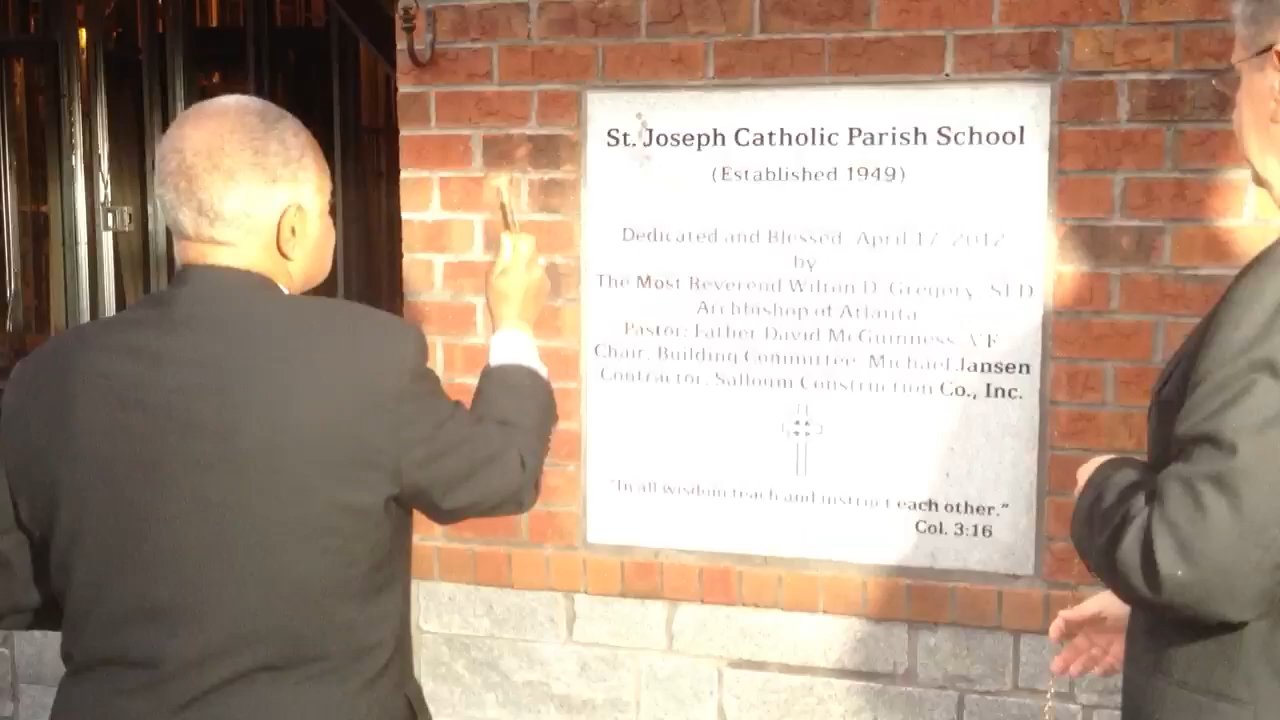 St. Joseph Catholic Parish School
(Established 1949)
Dedicated and Blessed April 17, 2012
by
The Most Reverend Wilton D. Gregory, SLD
Archbishop of Atlanta
Pastor: Father David McGuinness, VF
Chair, Building Committee: Michael Jansen
Contractor: Salloum Construction Co., Inc.
"In all wisdom teach and instruct each other."
Col. 3:16